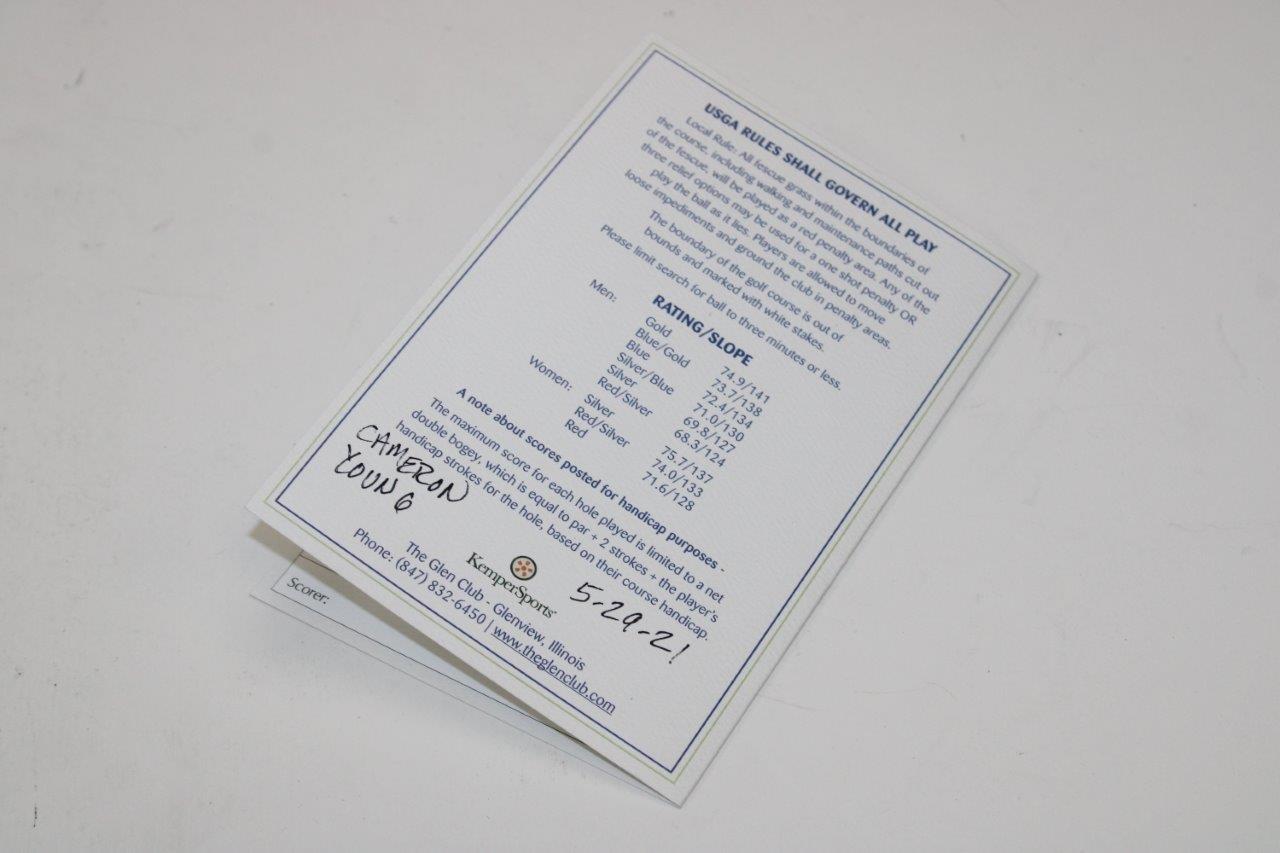 USGA RULES SHALL GOVERN ALL PLAY
Local Rule: All fescue grass within the boundaries of
the course, including walking and maintenance paths cut out
of the fescue, will be played as a red penalty area. Any of the
three relief options may be used for a one shot penalty OR
play the ball as it lies. Players are allowed to move
loose impediments and ground the club in penalty areas.
The boundary of the golf course is out of
bounds and marked with white stakes.
Please limit search for ball to three minutes or less.
RATING/SLOPE
Men: Gold 74.9/141
Blue/Gold 73.7/138
Blue 72.4/134
Silver/Blue 71.0/130
Silver 69.8/127
Red/Silver 68.3/124
Women: Silver 75.7/137
Red/Silver 74.0/133
Red 71.6/128
A note about scores posted for handicap purposes -
The maximum score for each hole played is limited to a net
double bogey, which is equal to par + 2 strokes + the player's
handicap strokes for the hole, based on their course handicap.
CAMERON
YOUNG
KemperSports
5-29-21
The Glen Club - Glenview, Illinois
Phone: (847) 832-6450 | www.theglenclub.com
Scorer: